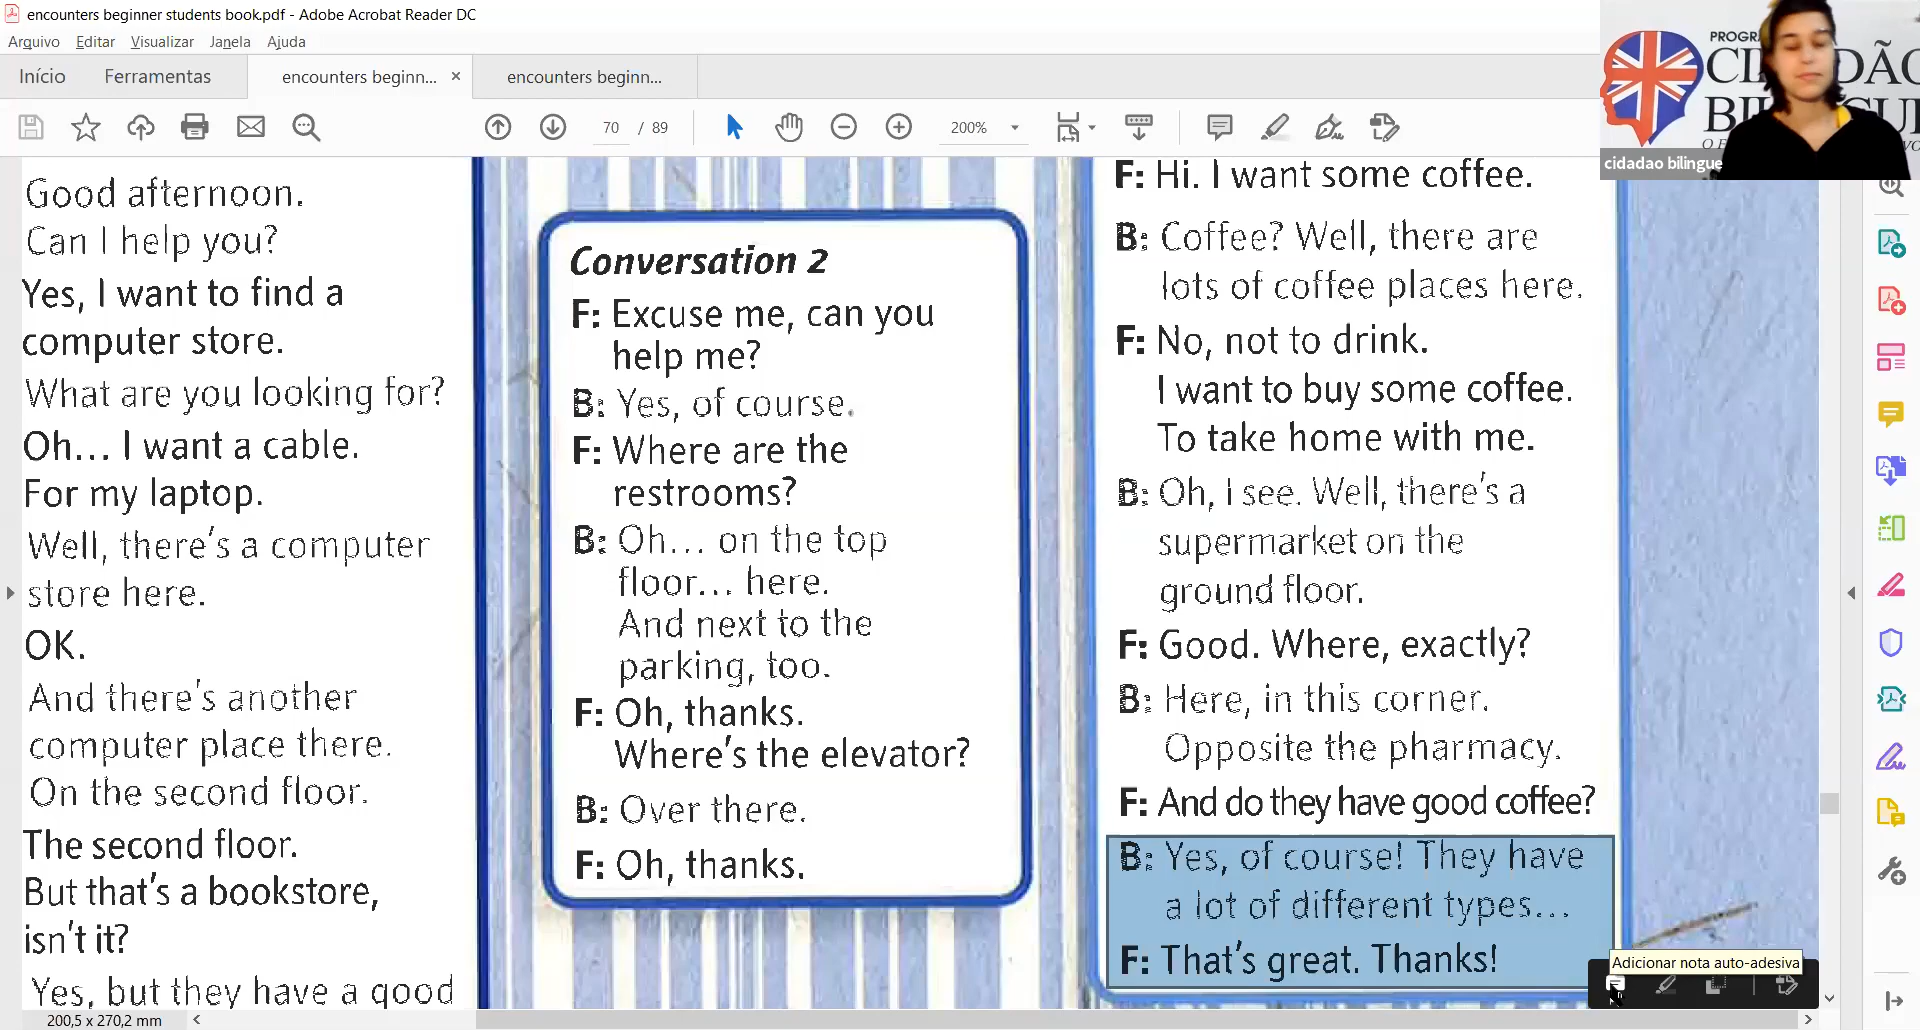 encounters beginner students book.pdf - Adobe Acrobat Reader DC
Arquivo Editar Visualizar Janela Ajuda
Início Ferramentas encounters beginn... × encounters beginn...
70 / 89 200%
Good afternoon.
Can I help you?
Yes, I want to find a
computer store.
What are you looking for?
Oh... I want a cable.
For my laptop.
Well, there's a computer
store here.
OK.
And there's another
computer place there.
On the second floor.
The second floor.
But that's a bookstore,
isn't it?
Yes, but they have a good
Conversation 2
F: Excuse me, can you
help me?
B: Yes, of course.
F: Where are the
restrooms?
B: Oh... on the top
floor... here.
And next to the
parking, too.
F: Oh, thanks.
Where's the elevator?
B: Over there.
F: Oh, thanks.
F: Hi. I want some coffee.
B: Coffee? Well, there are
lots of coffee places here.
F: No, not to drink.
I want to buy some coffee.
To take home with me.
B: Oh, I see. Well, there's a
supermarket on the
ground floor.
F: Good. Where, exactly?
B: Here, in this corner.
Opposite the pharmacy.
F: And do they have good coffee?
B: Yes, of course! They have
a lot of different types...
F: That's great. Thanks!
Adicionar nota auto-adesiva
200,5 x 270,2 mm
cidadao bilingue